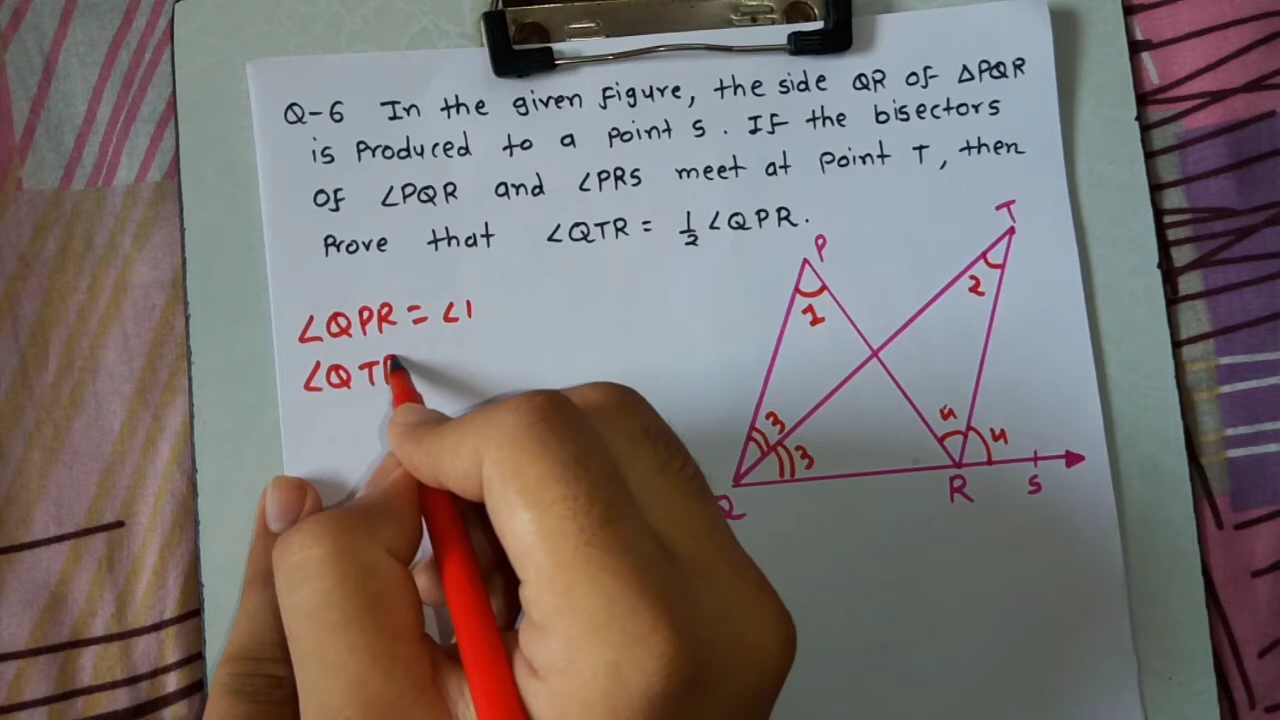 Q-6 In the given figure, the side QR of ΔPQR
is produced to a point S. If the bisectors
of ∠PQR and ∠PRS meet at point T, then
Prove that ∠QTR = 1/2 ∠QPR.
T
P
2
1
∠QPR = ∠1
∠QTR
3
3
4
4
Q
R
S